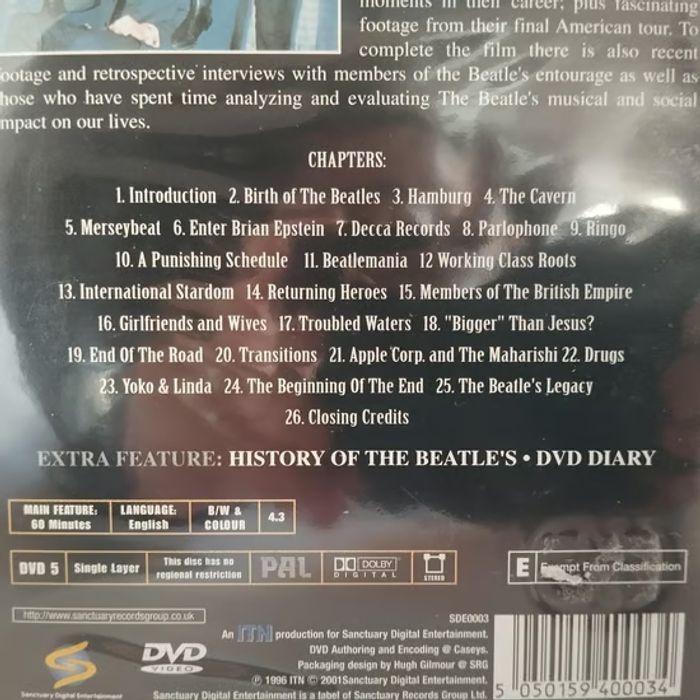 moments in their career; plus fascinating
footage from their final American tour. To
complete the film there is also recent
ootage and retrospective interviews with members of the Beatle's entourage as well as
hose who have spent time analyzing and evaluating The Beatle's musical and social
mpact on our lives.
CHAPTERS:
1. Introduction 2. Birth of The Beatles 3. Hamburg 4. The Cavern
5. Merseybeat 6. Enter Brian Epstein 7. Decca Records 8. Parlophone 9. Ringo
10. A Punishing Schedule 11. Beatlemania 12 Working Class Roots
13. International Stardom 14. Returning Heroes 15. Members of The British Empire
16. Girlfriends and Wives 17. Troubled Waters 18. "Bigger" Than Jesus?
19. End Of The Road 20. Transitions 21. Apple Corp. and The Maharishi 22. Drugs
23. Yoko & Linda 24. The Beginning Of The End 25. The Beatle's Legacy
26. Closing Credits
EXTRA FEATURE: HISTORY OF THE BEATLE'S • DVD DIARY
MAIN FEATURE: 60 Minutes LANGUAGE: English B/W & COLOUR 4.3
DVD 5 Single Layer This disc has no regional restriction PAL DOLBY DIGITAL STEREO E Exempt From Classification
http://www.sanctuaryrecordsgroup.co.uk
SDE0003
An ITN production for Sanctuary Digital Entertainment.
DVD Authoring and Encoding @ Caseys.
Packaging design by Hugh Gilmour @ SRG
℗ 1996 ITN © 2001 Sanctuary Digital Entertainment.
Sanctuary Digital Entertainment is a label of Sanctuary Records Group Ltd.
DVD VIDEO
Sanctuary Digital Entertainment
5 050159 400034